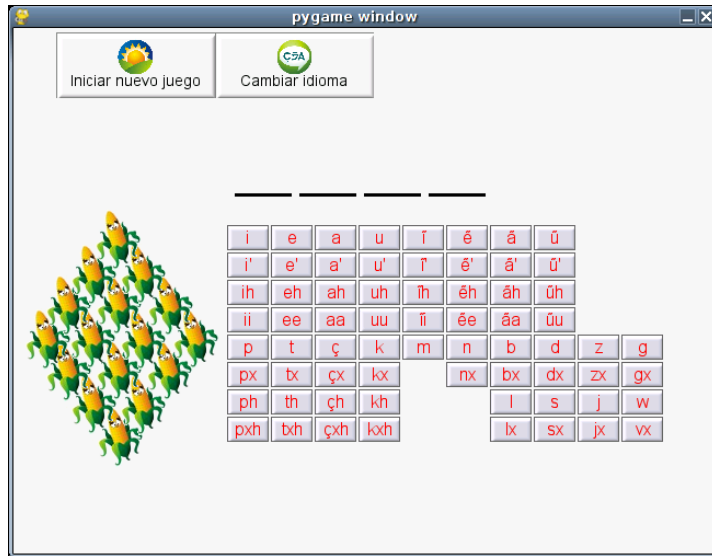 pygame window
Iniciar nuevo juego Cambiar idioma
i e a u ĩ ẽ ã ũ
i' e' a' u' ĩ' ẽ' ã' ũ'
ih eh ah uh ĩh ẽh ãh ũh
ii ee aa uu ĩi ẽe ãa ũu
p t ç k m n b d z g
px tx çx kx nx bx dx zx gx
ph th çh kh l s j w
pxh txh çxh kxh lx sx jx vx